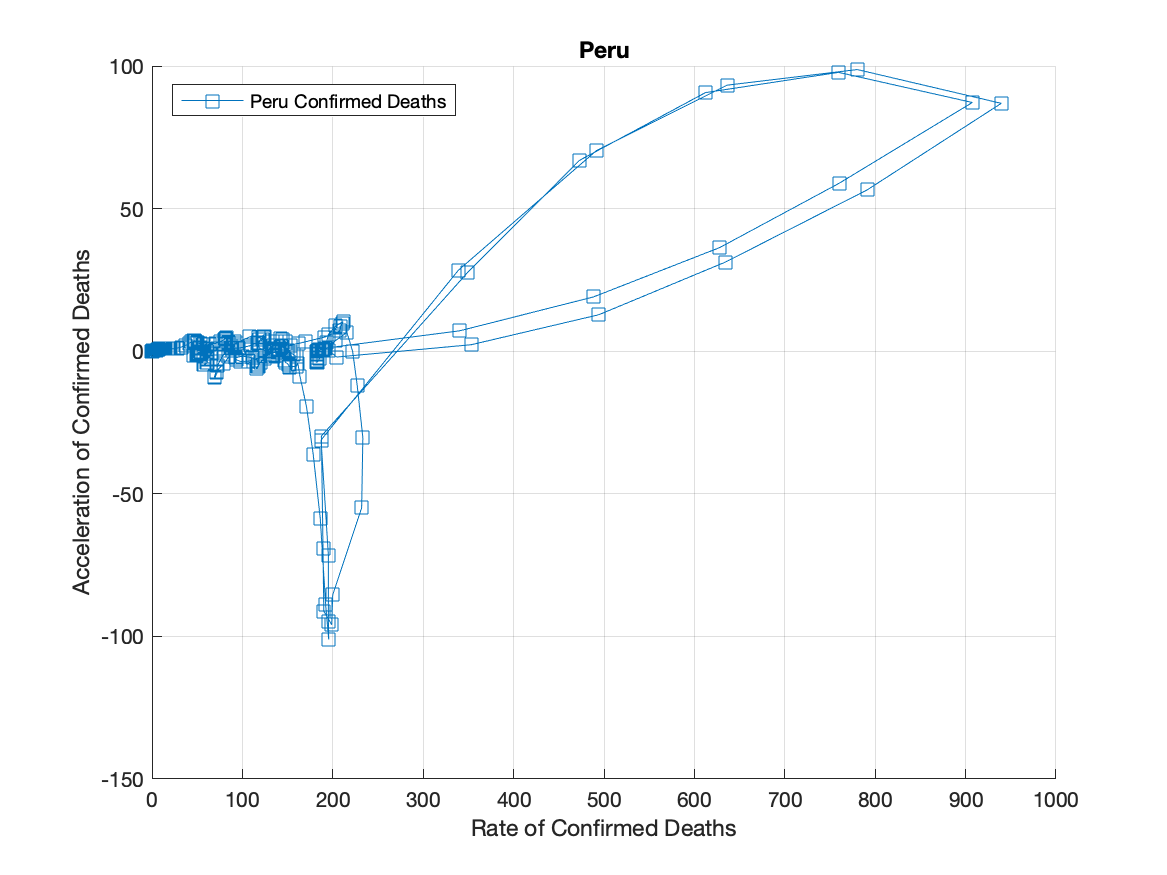 Peru
Peru Confirmed Deaths
Acceleration of Confirmed Deaths
100
50
0
-50
-100
-150
0 100 200 300 400 500 600 700 800 900 1000
Rate of Confirmed Deaths